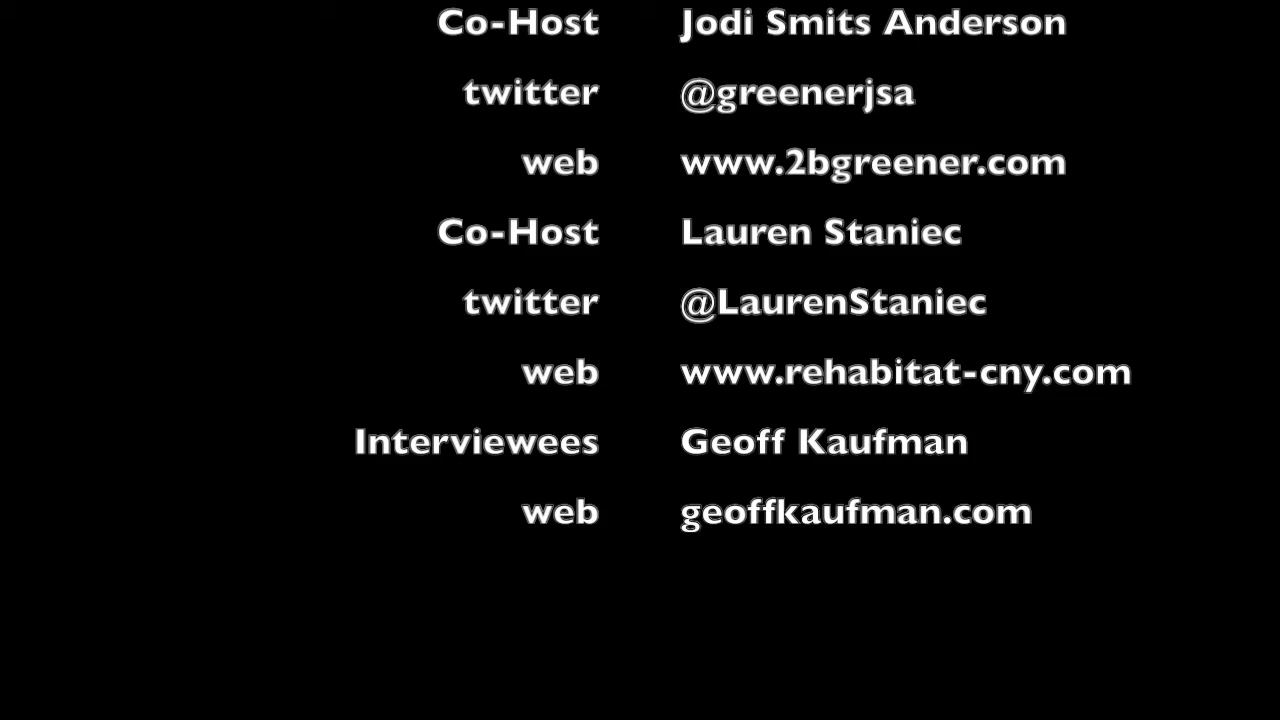 Co-Host Jodi Smits Anderson
twitter @greenerjsa
web www.2bgreener.com
Co-Host Lauren Staniec
twitter @LaurenStaniec
web www.rehabitat-cny.com
Interviewees Geoff Kaufman
web geoffkaufman.com